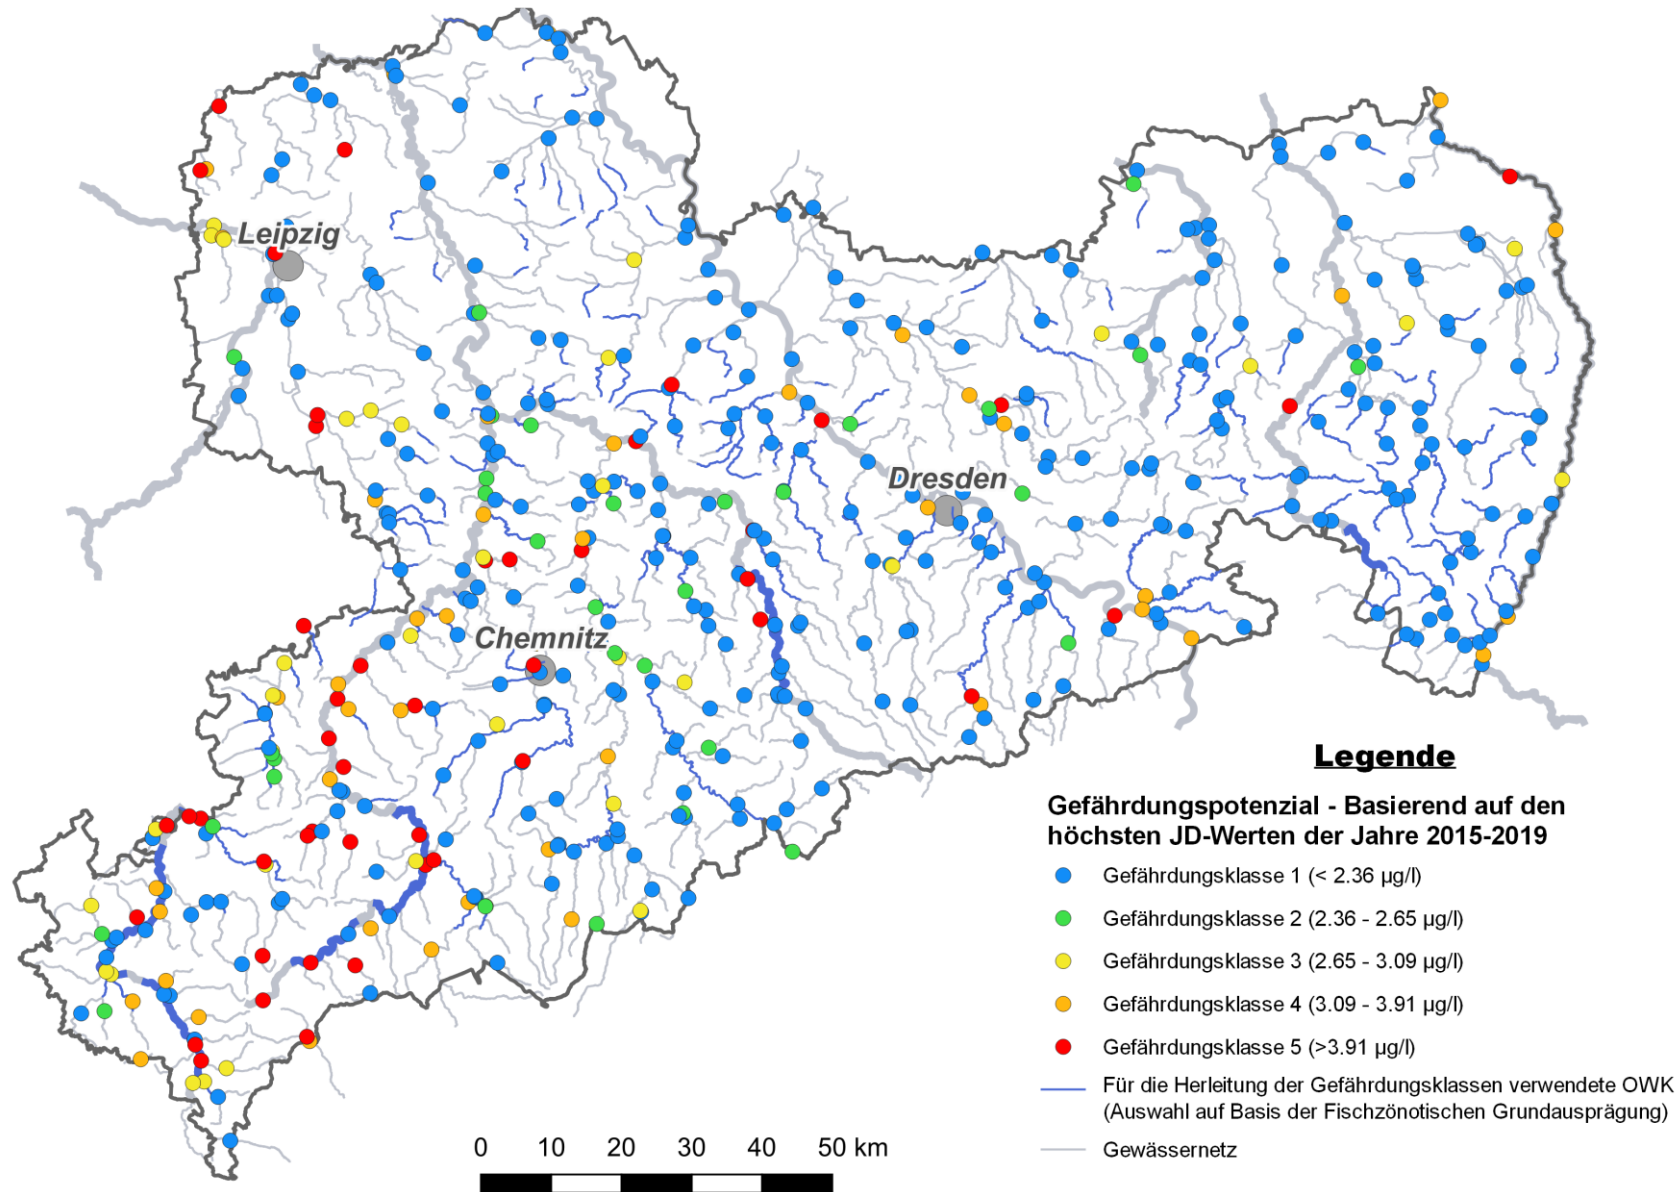 Leipzig
Dresden
Chemnitz
Legende
Gefährdungspotenzial - Basierend auf den
höchsten JD-Werten der Jahre 2015-2019
Gefährdungsklasse 1 (< 2.36 µg/l)
Gefährdungsklasse 2 (2.36 - 2.65 µg/l)
Gefährdungsklasse 3 (2.65 - 3.09 µg/l)
Gefährdungsklasse 4 (3.09 - 3.91 µg/l)
Gefährdungsklasse 5 (>3.91 µg/l)
Für die Herleitung der Gefährdungsklassen verwendete OWK
(Auswahl auf Basis der Fischzönotischen Grundausprägung)
Gewässernetz
0 10 20 30 40 50 km